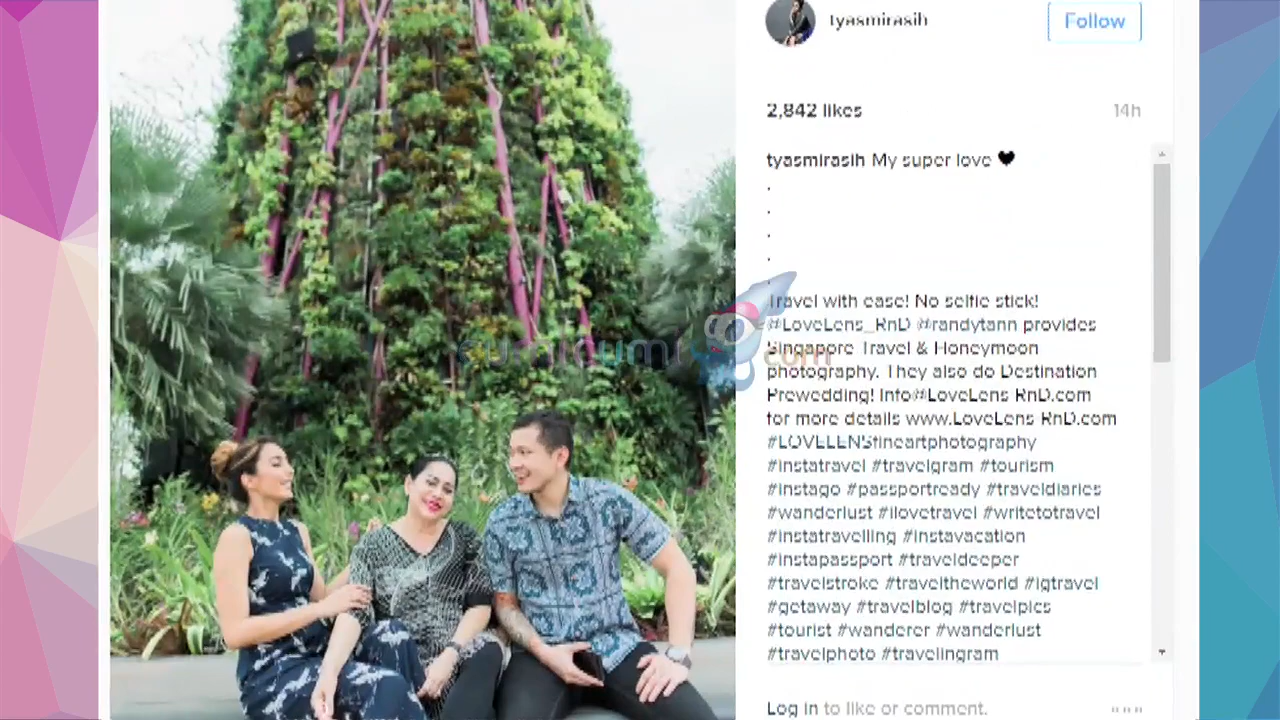 tyasmirasih
Follow
2,842 likes
14h
tyasmirasih My super love ♥
.
.
.
.
.
Travel with ease! No selfie stick!
@LoveLens_RnD @randytann provides
Singapore Travel & Honeymoon
photography. They also do Destination
Prewedding! Info@LoveLens-RnD.com
for more details www.LoveLens-RnD.com
#LOVELENSfineartphotography
#instatravel #travelgram #tourism
#instago #passportready #traveldiaries
#wanderlust #ilovetravel #writetotravel
#instatravelling #instavacation
#instapassport #traveldeeper
#travelstroke #traveltheworld #igtravel
#getaway #travelblog #travelpics
#tourist #wanderer #wanderlust
#travelphoto #travelingram
Log in to like or comment.
cumicumi.com